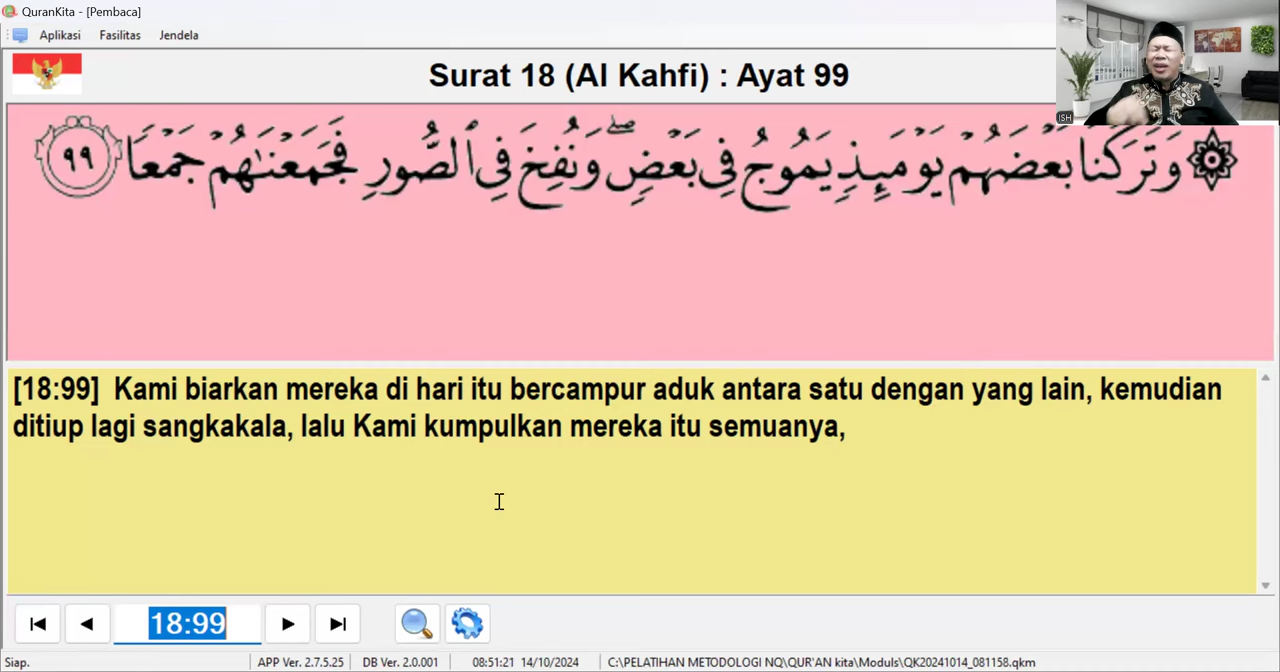 QuranKita - [Pembaca]
Aplikasi Fasilitas Jendela
Surat 18 (Al Kahfi) : Ayat 99
۞ وَتَرَكْنَا بَعْضَهُمْ يَوْمَئِذٍ يَمُوجُ فِى بَعْضٍ ۖ وَنُفِخَ فِى ٱلصُّورِ فَجَمَعْنَٰهُمْ جَمْعًا ٩٩
ISH
[18:99] Kami biarkan mereka di hari itu bercampur aduk antara satu dengan yang lain, kemudian
ditiup lagi sangkakala, lalu Kami kumpulkan mereka itu semuanya,
18:99
Siap. APP Ver. 2.7.5.25 DB Ver. 2.0.001 08:51:21 14/10/2024 C:\PELATIHAN METODOLOGI NQ\QUR'AN kita\Moduls\QK20241014_081158.qkm